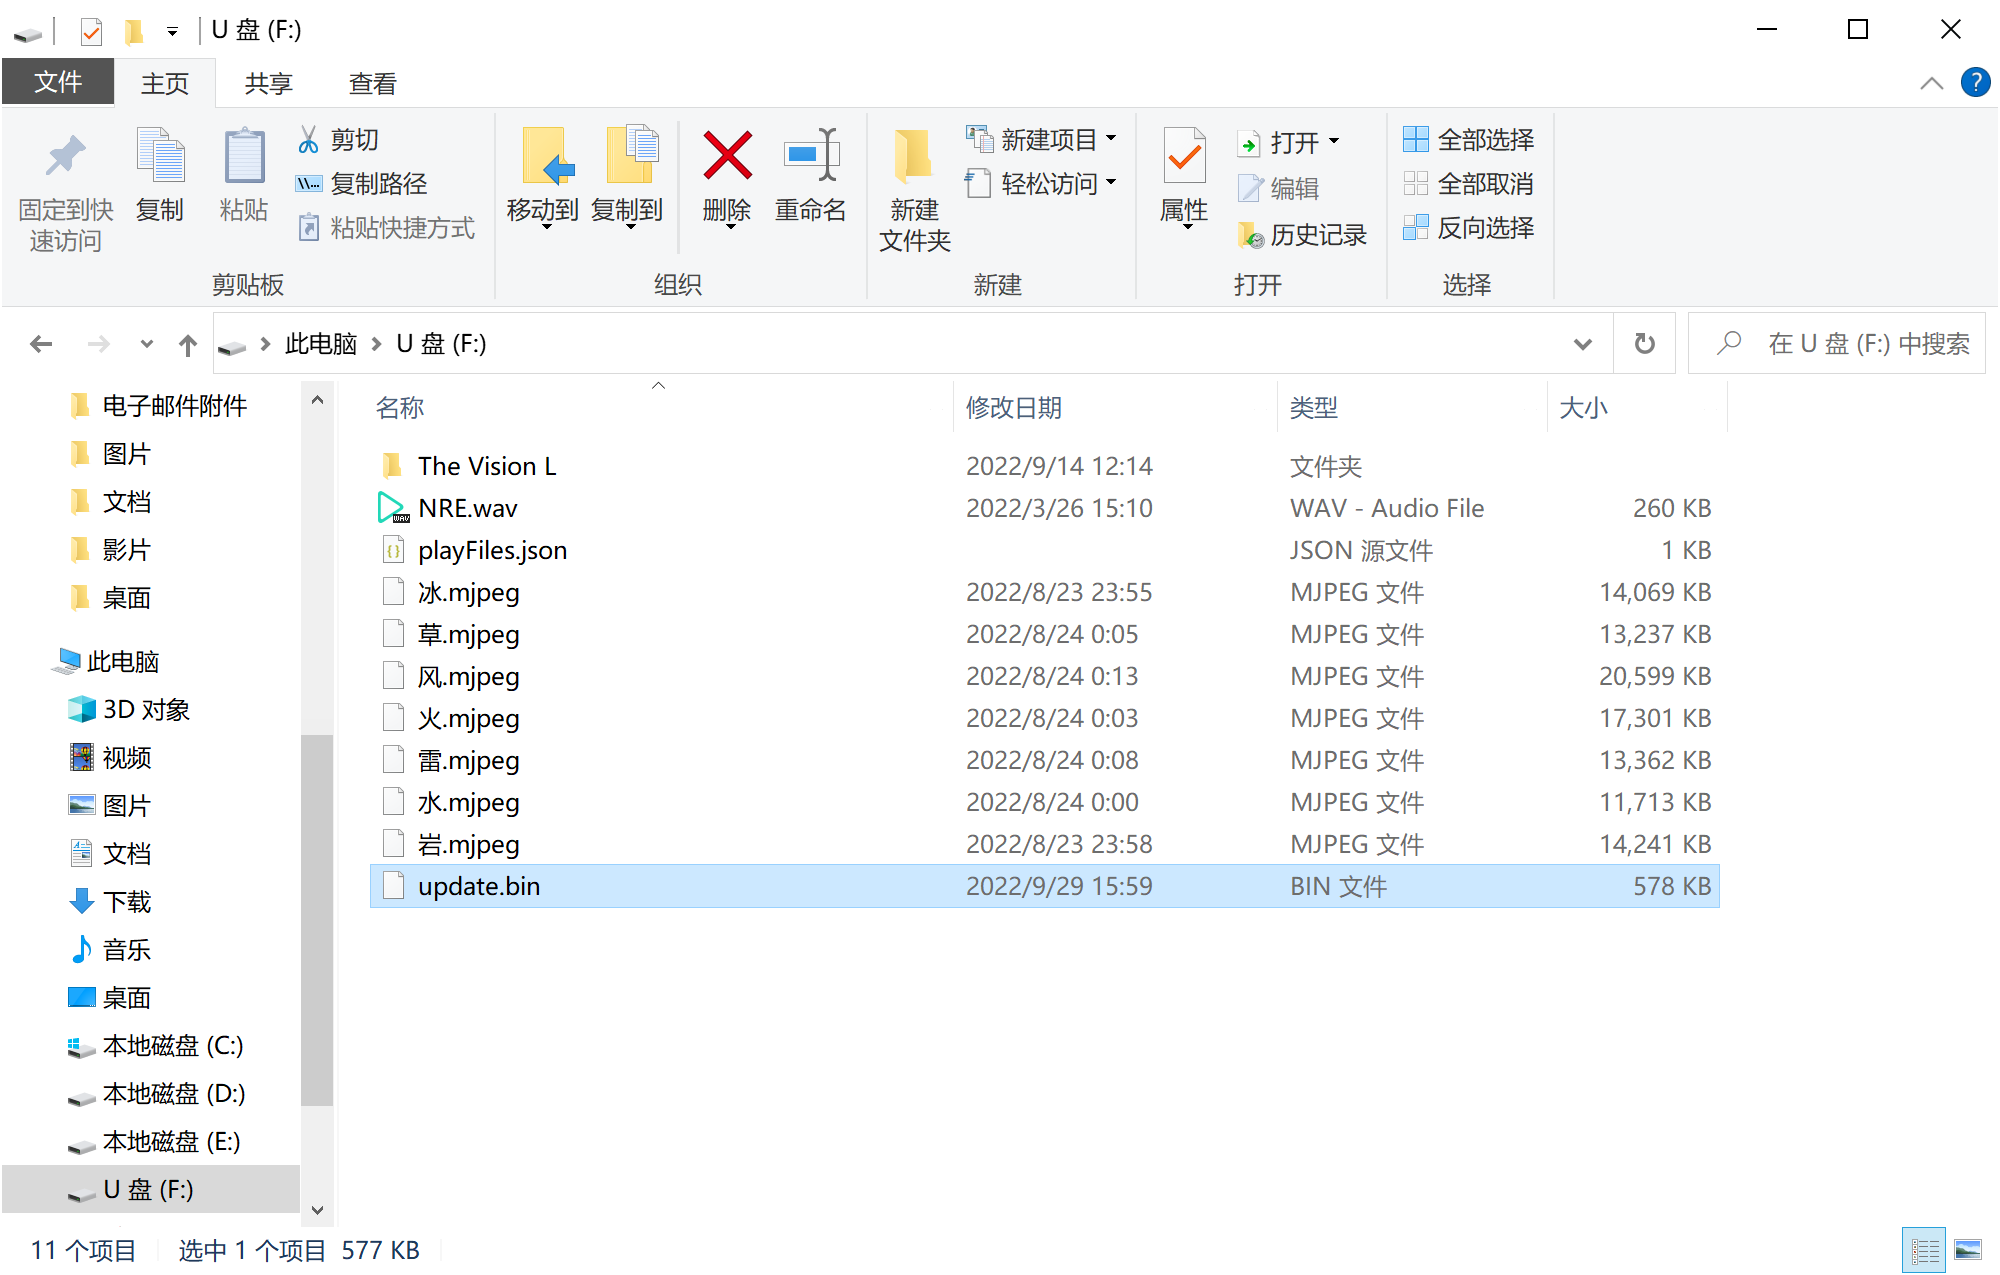 U 盘 (F:)
文件 主页 共享 查看
固定到快速访问
复制
粘贴
剪切
复制路径
粘贴快捷方式
剪贴板
移动到
复制到
删除
重命名
组织
新建
文件夹
新建项目
轻松访问
新建
属性
打开
编辑
历史记录
打开
全部选择
全部取消
反向选择
选择
此电脑 U 盘 (F:)
在 U 盘 (F:) 中搜索
电子邮件附件
图片
文档
影片
桌面
此电脑
3D 对象
视频
图片
文档
下载
音乐
桌面
本地磁盘 (C:)
本地磁盘 (D:)
本地磁盘 (E:)
U 盘 (F:)
名称 修改日期 类型 大小
The Vision L 2022/9/14 12:14 文件夹
WAV NRE.wav 2022/3/26 15:10 WAV - Audio File 260 KB
{} playFiles.json JSON 源文件 1 KB
冰.mjpeg 2022/8/23 23:55 MJPEG 文件 14,069 KB
草.mjpeg 2022/8/24 0:05 MJPEG 文件 13,237 KB
风.mjpeg 2022/8/24 0:13 MJPEG 文件 20,599 KB
火.mjpeg 2022/8/24 0:03 MJPEG 文件 17,301 KB
雷.mjpeg 2022/8/24 0:08 MJPEG 文件 13,362 KB
水.mjpeg 2022/8/24 0:00 MJPEG 文件 11,713 KB
岩.mjpeg 2022/8/23 23:58 MJPEG 文件 14,241 KB
update.bin 2022/9/29 15:59 BIN 文件 578 KB
11 个项目 选中 1 个项目 577 KB